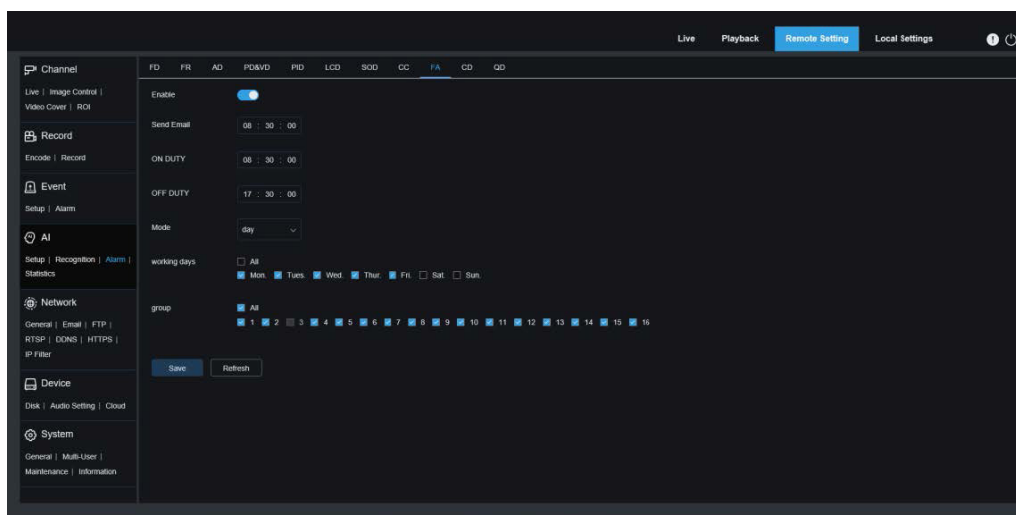 Live Playback Remote Setting Local Settings
Channel
Live | Image Control |
Video Cover | ROI
Record
Encode | Record
Event
Setup | Alarm
AI
Setup | Recognition | Alarm |
Statistics
Network
General | Email | FTP |
RTSP | DDNS | HTTPS |
IP Filter
Device
Disk | Audio Setting | Cloud
System
General | Multi-User |
Maintenance | Information
FD FR AD PD&VD PID LCD SOD CC FA CD QD
Enable
Send Email 08 : 30 : 00
ON DUTY 08 : 30 : 00
OFF DUTY 17 : 30 : 00
Mode day
working days All
Mon. Tues. Wed. Thur. Fri. Sat. Sun.
group All
1 2 3 4 5 6 7 8 9 10 11 12 13 14 15 16
Save Refresh